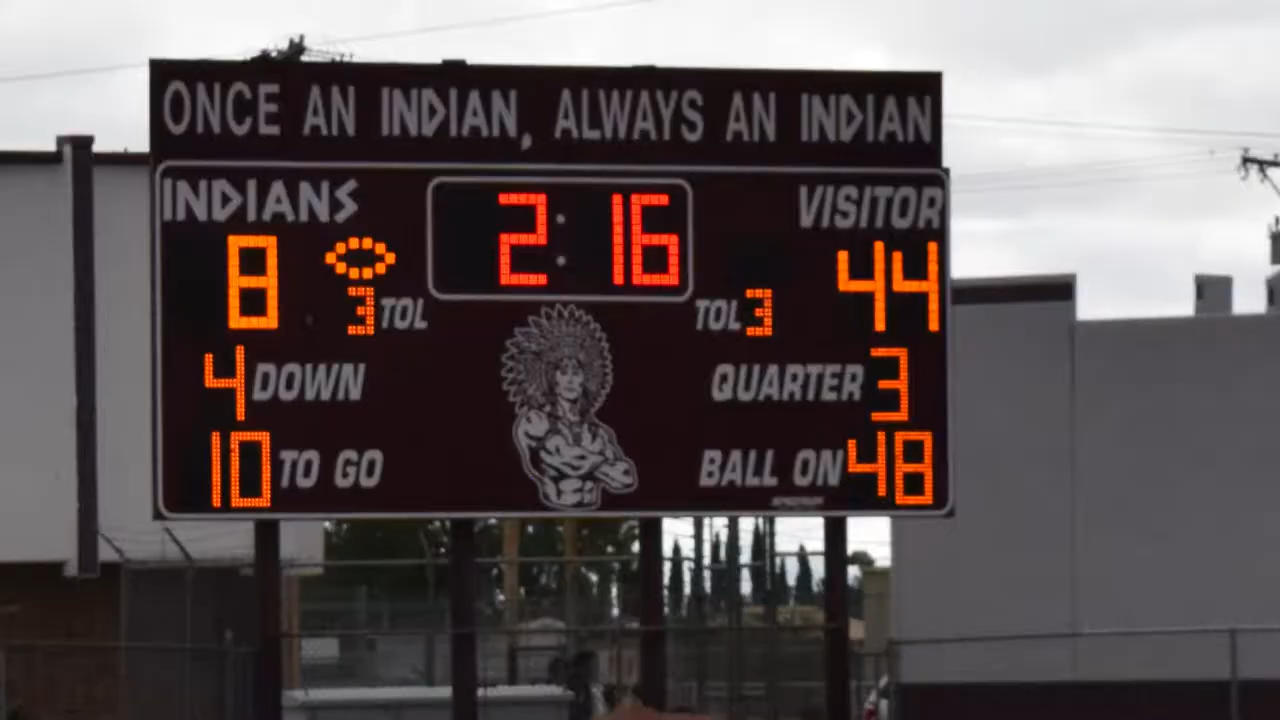 ONCE AN INDIAN, ALWAYS AN INDIAN
INDIANS 2:16 VISITOR
8 44
3 TOL TOL 3
4 DOWN QUARTER 3
10 TO GO BALL ON 48